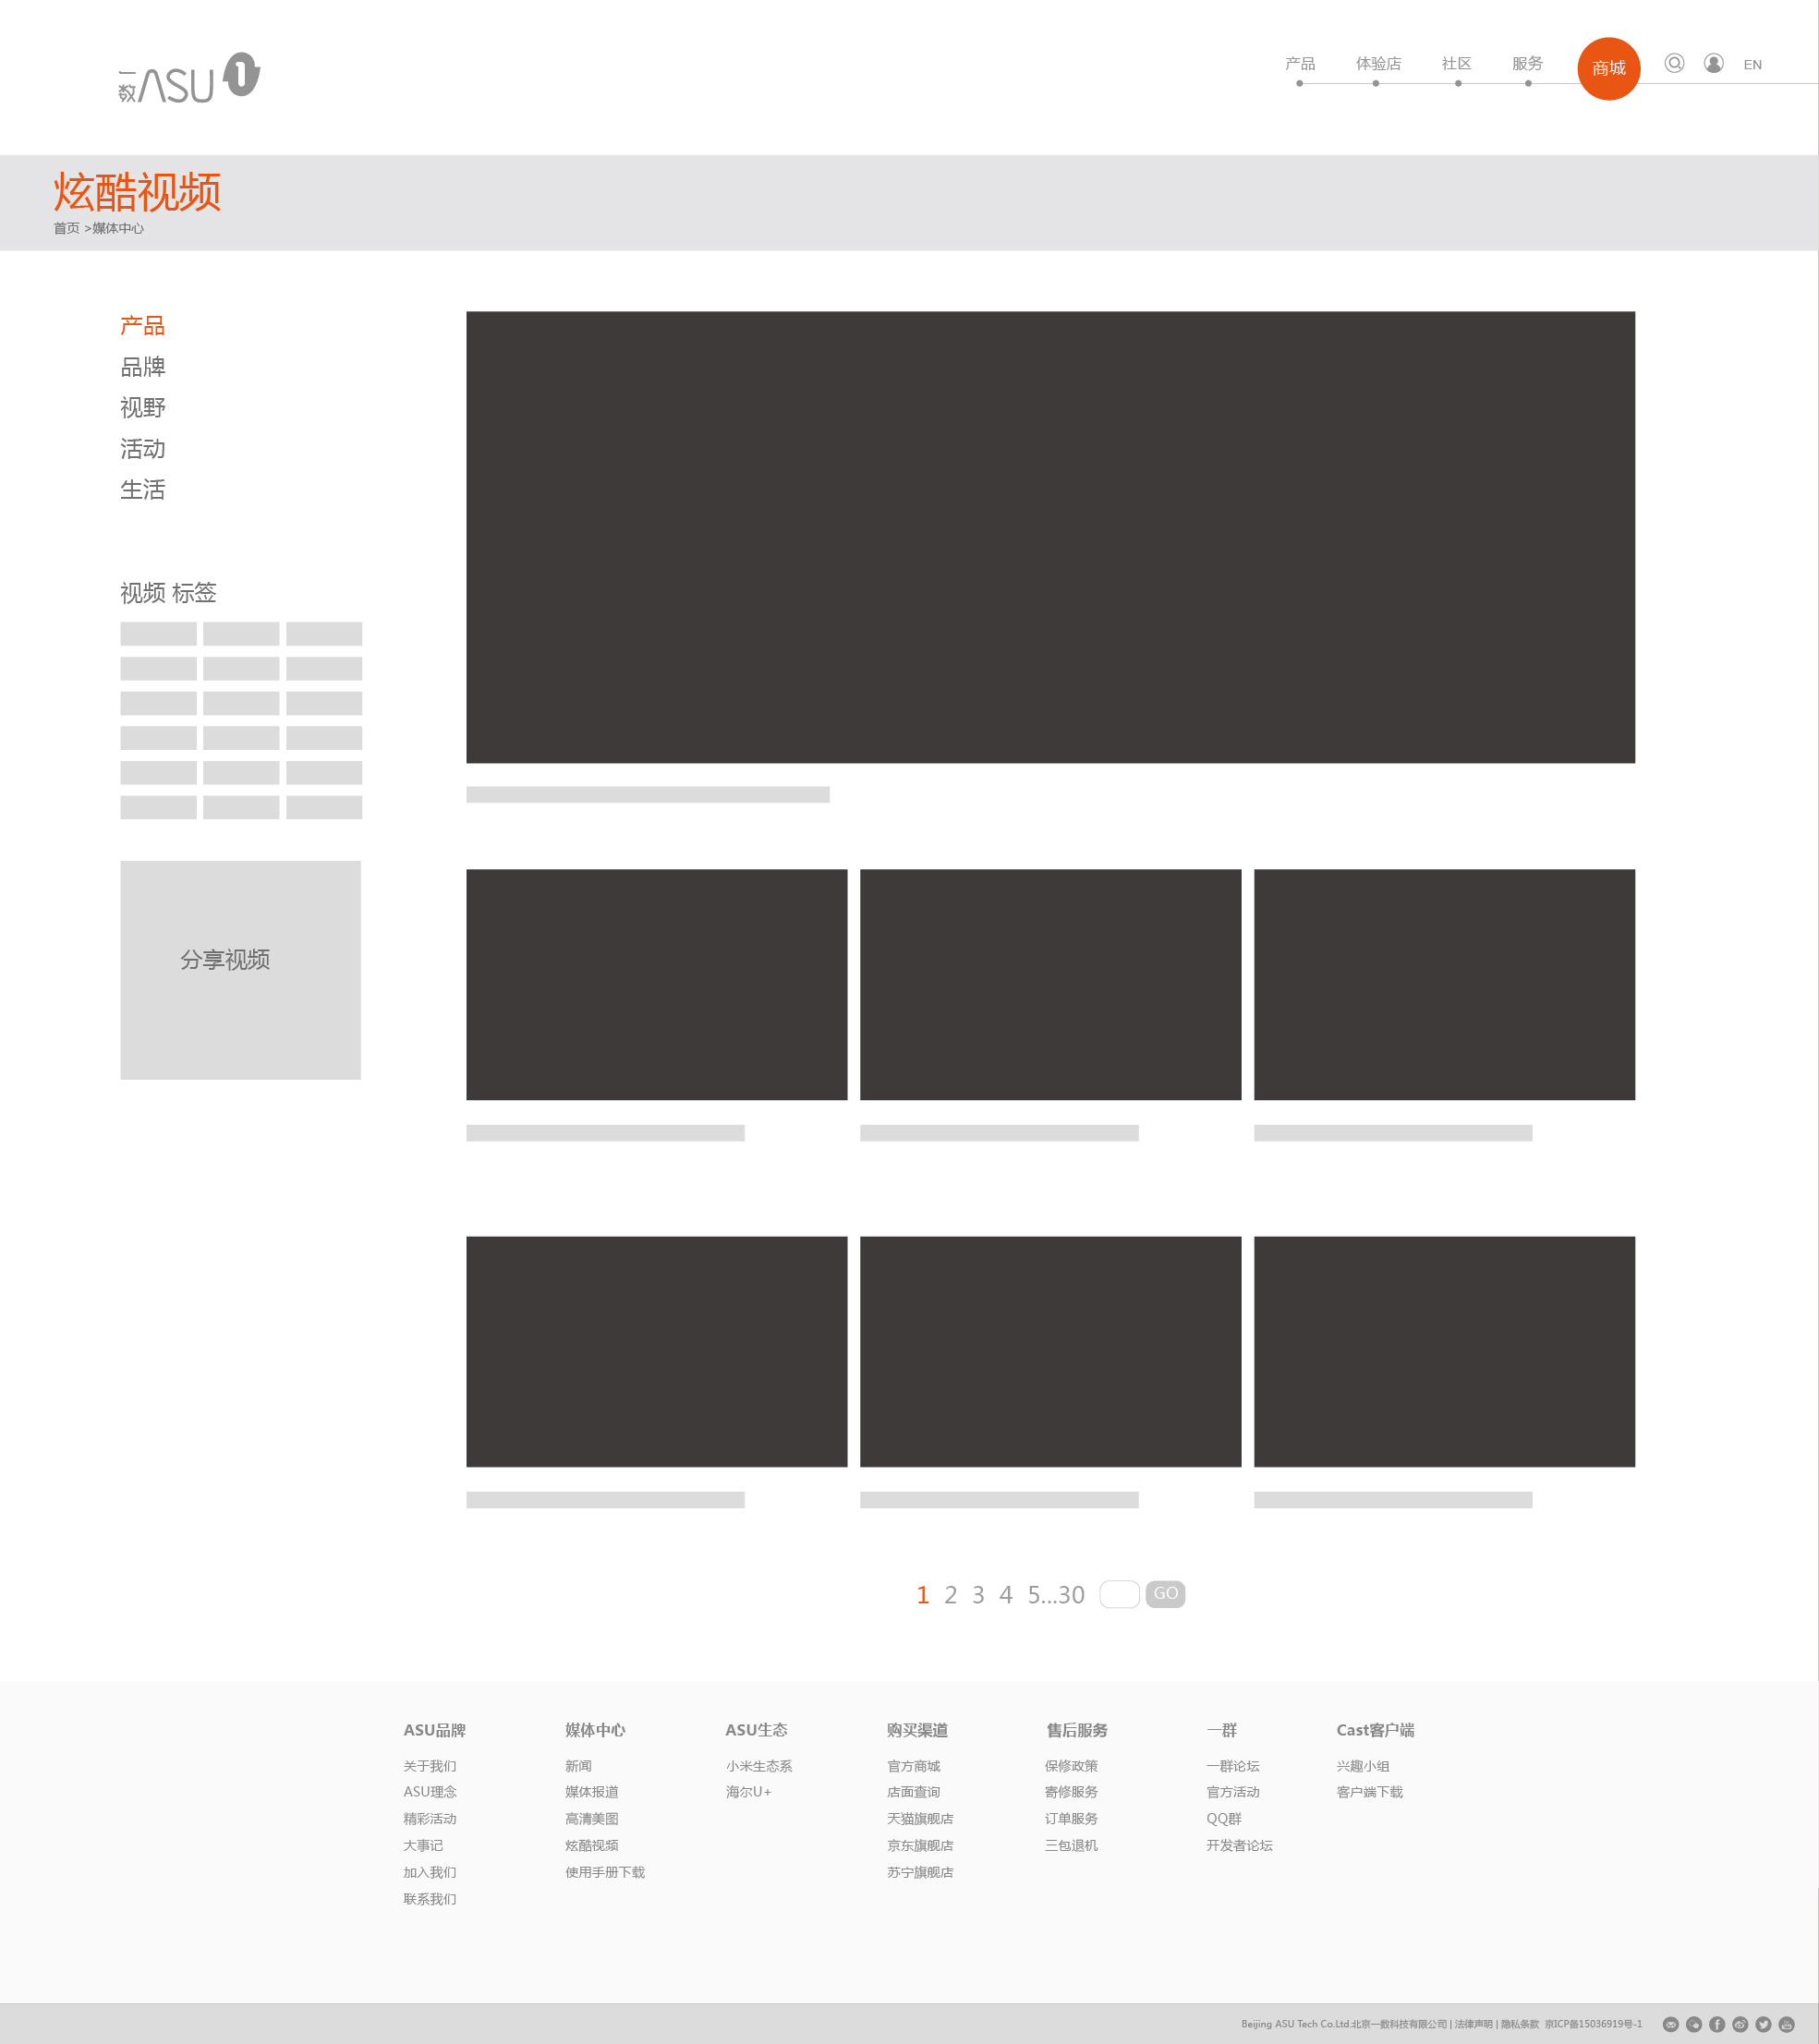 一数 ASU
产品 体验店 社区 服务 商城 EN
炫酷视频
首页 >媒体中心
产品
品牌
视野
活动
生活
视频 标签
分享视频
1 2 3 4 5...30 GO
ASU品牌 媒体中心 ASU生态 购买渠道 售后服务 一群 Cast客户端
关于我们 新闻 小米生态系 官方商城 保修政策 一群论坛 兴趣小组
ASU理念 媒体报道 海尔U+ 店面查询 寄修服务 官方活动 客户端下载
精彩活动 高清美图 天猫旗舰店 订单服务 QQ群
大事记 炫酷视频 京东旗舰店 三包退机 开发者论坛
加入我们 使用手册下载 苏宁旗舰店
联系我们
Beijing ASU Tech Co.Ltd.北京一数科技有限公司 | 法律声明 | 隐私条款 京ICP备15036919号-1